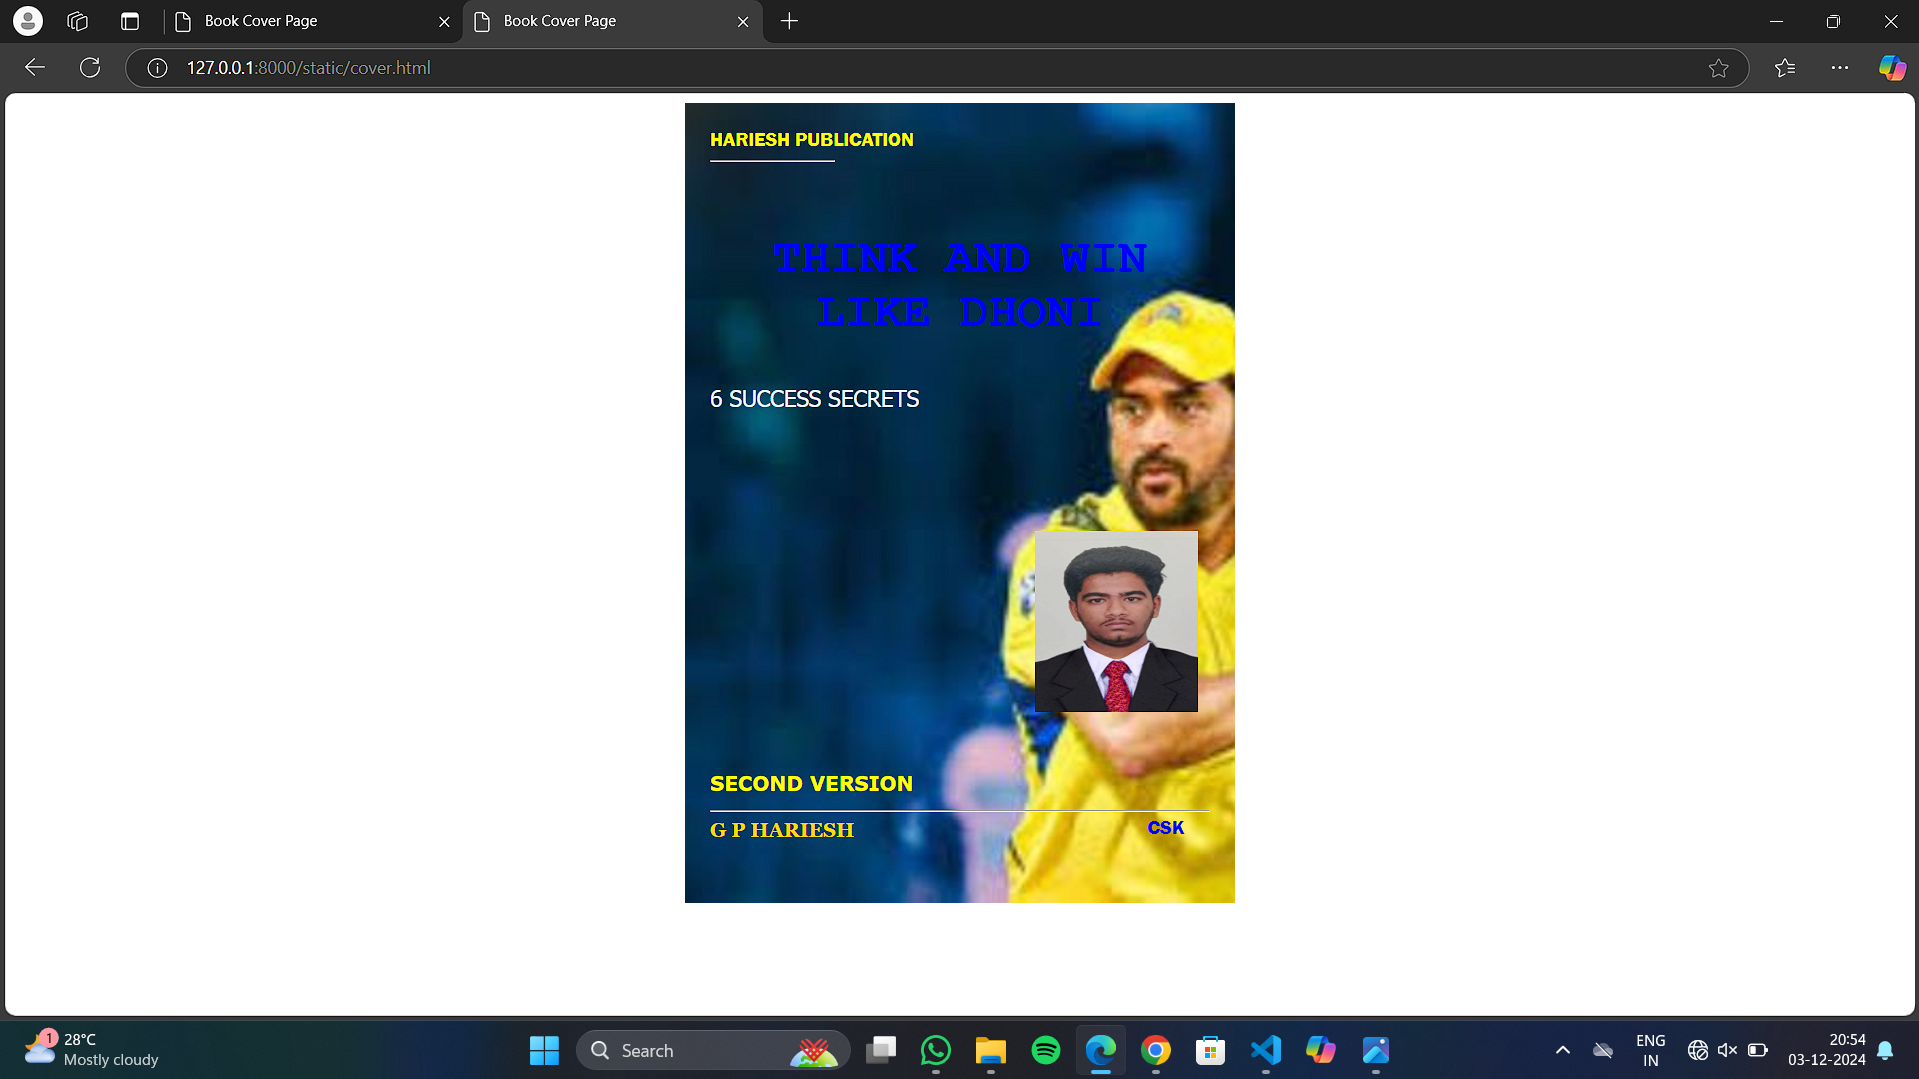 Book Cover Page
Book Cover Page
127.0.0.1:8000/static/cover.html
HARIESH PUBLICATION
THINK AND WIN
LIKE DHONI
6 SUCCESS SECRETS
SECOND VERSION
G P HARIESH
CSK
1
28°C
Mostly cloudy
Search
ENG
IN
20:54
03-12-2024